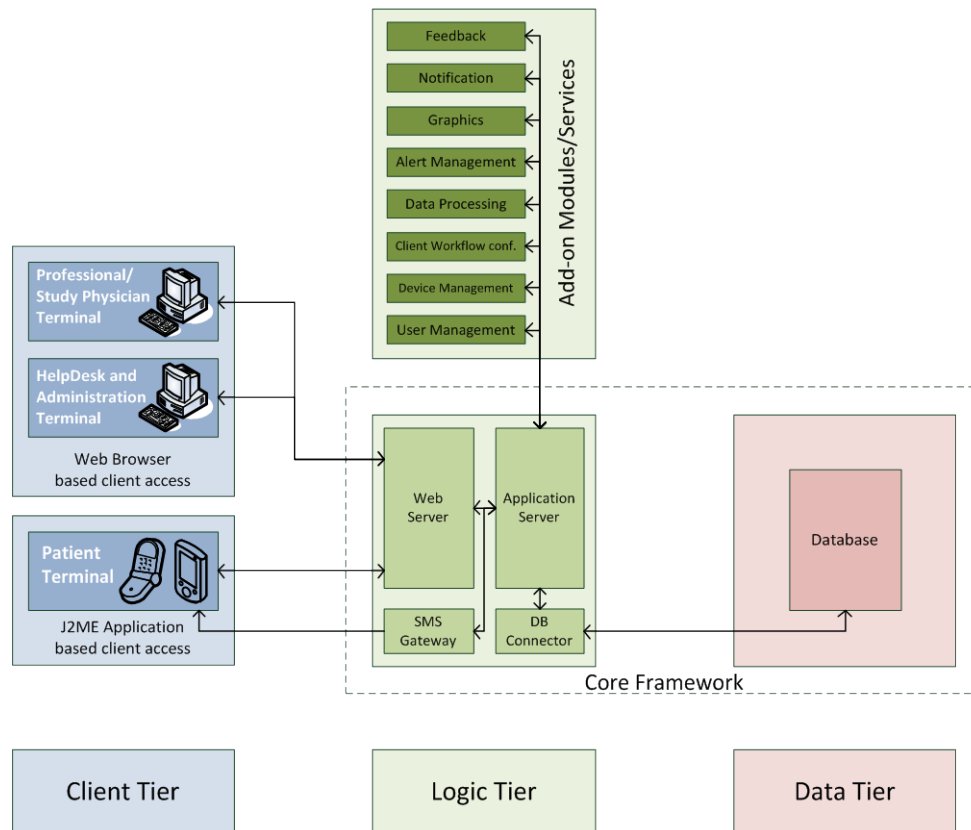 Feedback
Notification
Graphics
Alert Management
Data Processing
Client Workflow conf.
Device Management
User Management
Add-on Modules/Services
Professional/
Study Physician
Terminal
HelpDesk and
Administration
Terminal
Web Browser
based client access
Patient
Terminal
J2ME Application
based client access
Web
Server
Application
Server
SMS
Gateway
DB
Connector
Database
Core Framework
Client Tier
Logic Tier
Data Tier